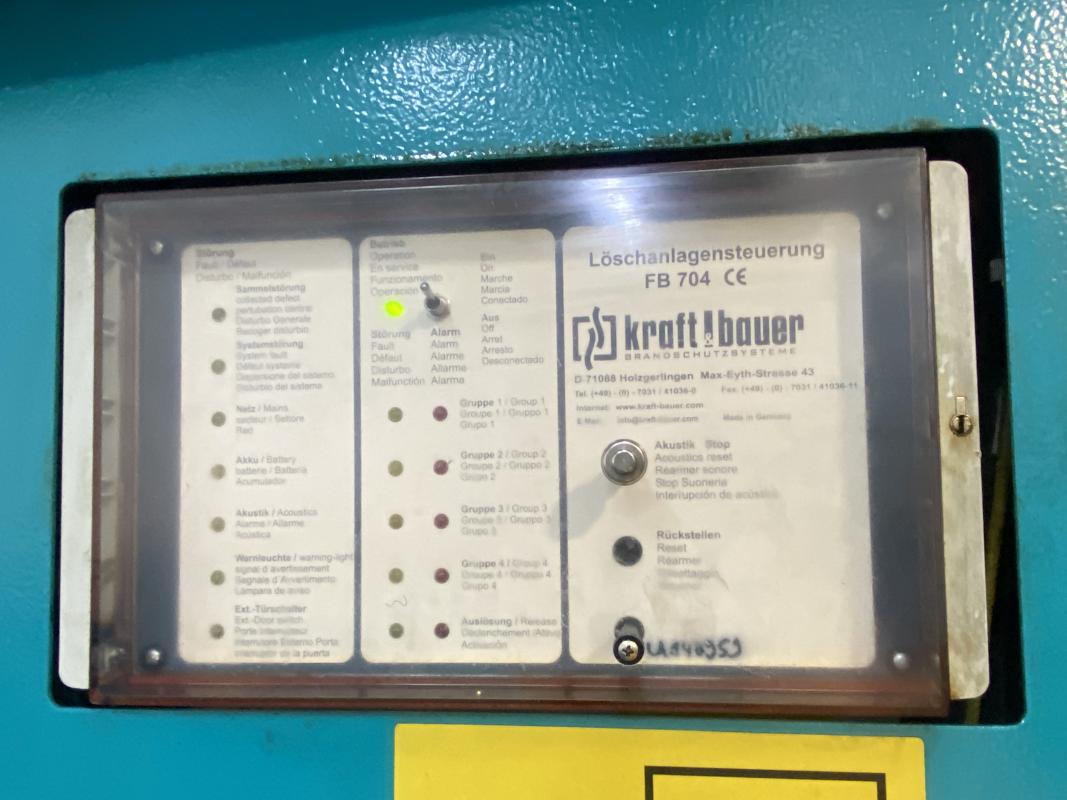 Störung
Fault / Défaut
Disturbo / Malfunción
Sammelstörung
collected defect
pertubation central
Disturbo Generale
Recoger disturbio
Systemstörung
System fault
Défaut systeme
Disperzione del sistema
Disturbio del sistema
Netz / Mains
secteur / Settore
Red
Akku / Battery
batterie / Batteria
Acumulador
Akustik / Acoustics
Alarme / Allarme
Acústica
Warnleuchte / warning-light
signal d avertissement
Segnale d'Avvertimento
Lámpara de aviso
Ext.-Türschalter
Ext.-Door switch
Porte Interrupteur
Interrutore Esterno Porta
Interruptor de la puerta
Betrieb
Operation
En service
Funzionamento
Operación
Ein
On
Marche
Marcia
Conectado
Aus
Off
Arret
Arresto
Desconectado
Störung Alarm
Fault Alarm
Défaut Alarme
Disturbo Allarme
Malfunción Alarma
Gruppe 1 / Group 1
Groupe 1 / Gruppo 1
Grupo 1
Gruppe 2 / Group 2
Groupe 2 / Gruppo 2
Grupo 2
Gruppe 3 / Group 3
Groupe 3 / Gruppo 3
Grupo 3
Gruppe 4 / Group 4
Groupe 4 / Gruppo 4
Grupo 4
Auslösung / Release
Déclenchement
Activación
Löschanlagensteuerung
FB 704 CE
kraft & bauer
BRANDSCHUTZSYSTEME
D 71088 Holzgerlingen Max-Eyth-Strasse 43
Tel. (+49) - (0) - 7031 / 41036-0 Fax. (+49) - (0) - 7031 / 41036-11
Internet: www.kraft-bauer.com
E Mail: info@kraft-bauer.com Made in Germany
Akustik Stop
Acoustics reset
Réarmer sonore
Stop Suoneria
Interrupción de acústica
Rückstellen
Reset
Réarmer